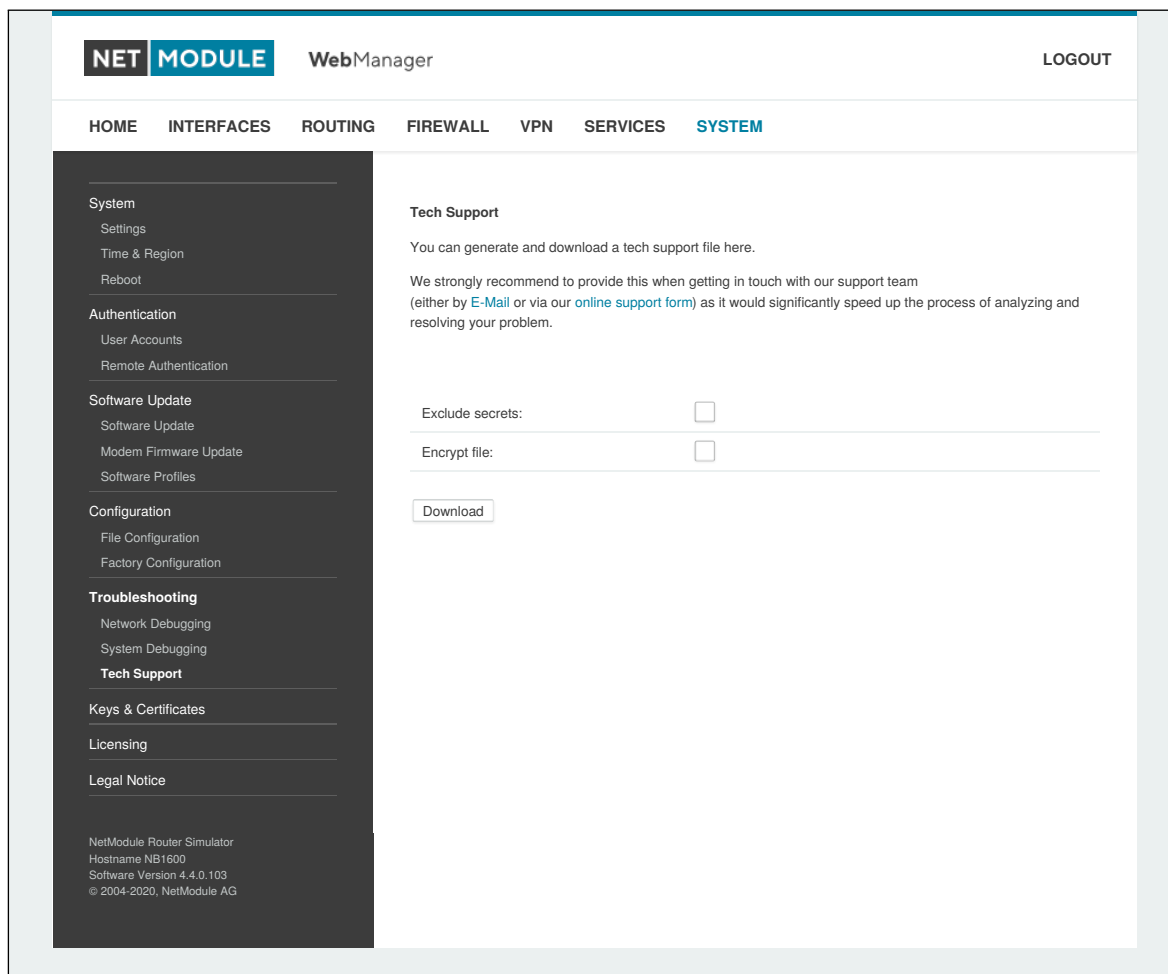 NET MODULE WebManager LOGOUT
HOME INTERFACES ROUTING FIREWALL VPN SERVICES SYSTEM
System
Settings
Time & Region
Reboot
Authentication
User Accounts
Remote Authentication
Software Update
Software Update
Modem Firmware Update
Software Profiles
Configuration
File Configuration
Factory Configuration
Troubleshooting
Network Debugging
System Debugging
Tech Support
Keys & Certificates
Licensing
Legal Notice
NetModule Router Simulator
Hostname NB1600
Software Version 4.4.0.103
© 2004-2020, NetModule AG
Tech Support
You can generate and download a tech support file here.
We strongly recommend to provide this when getting in touch with our support team
(either by E-Mail or via our online support form) as it would significantly speed up the process of analyzing and
resolving your problem.
Exclude secrets:
Encrypt file:
Download